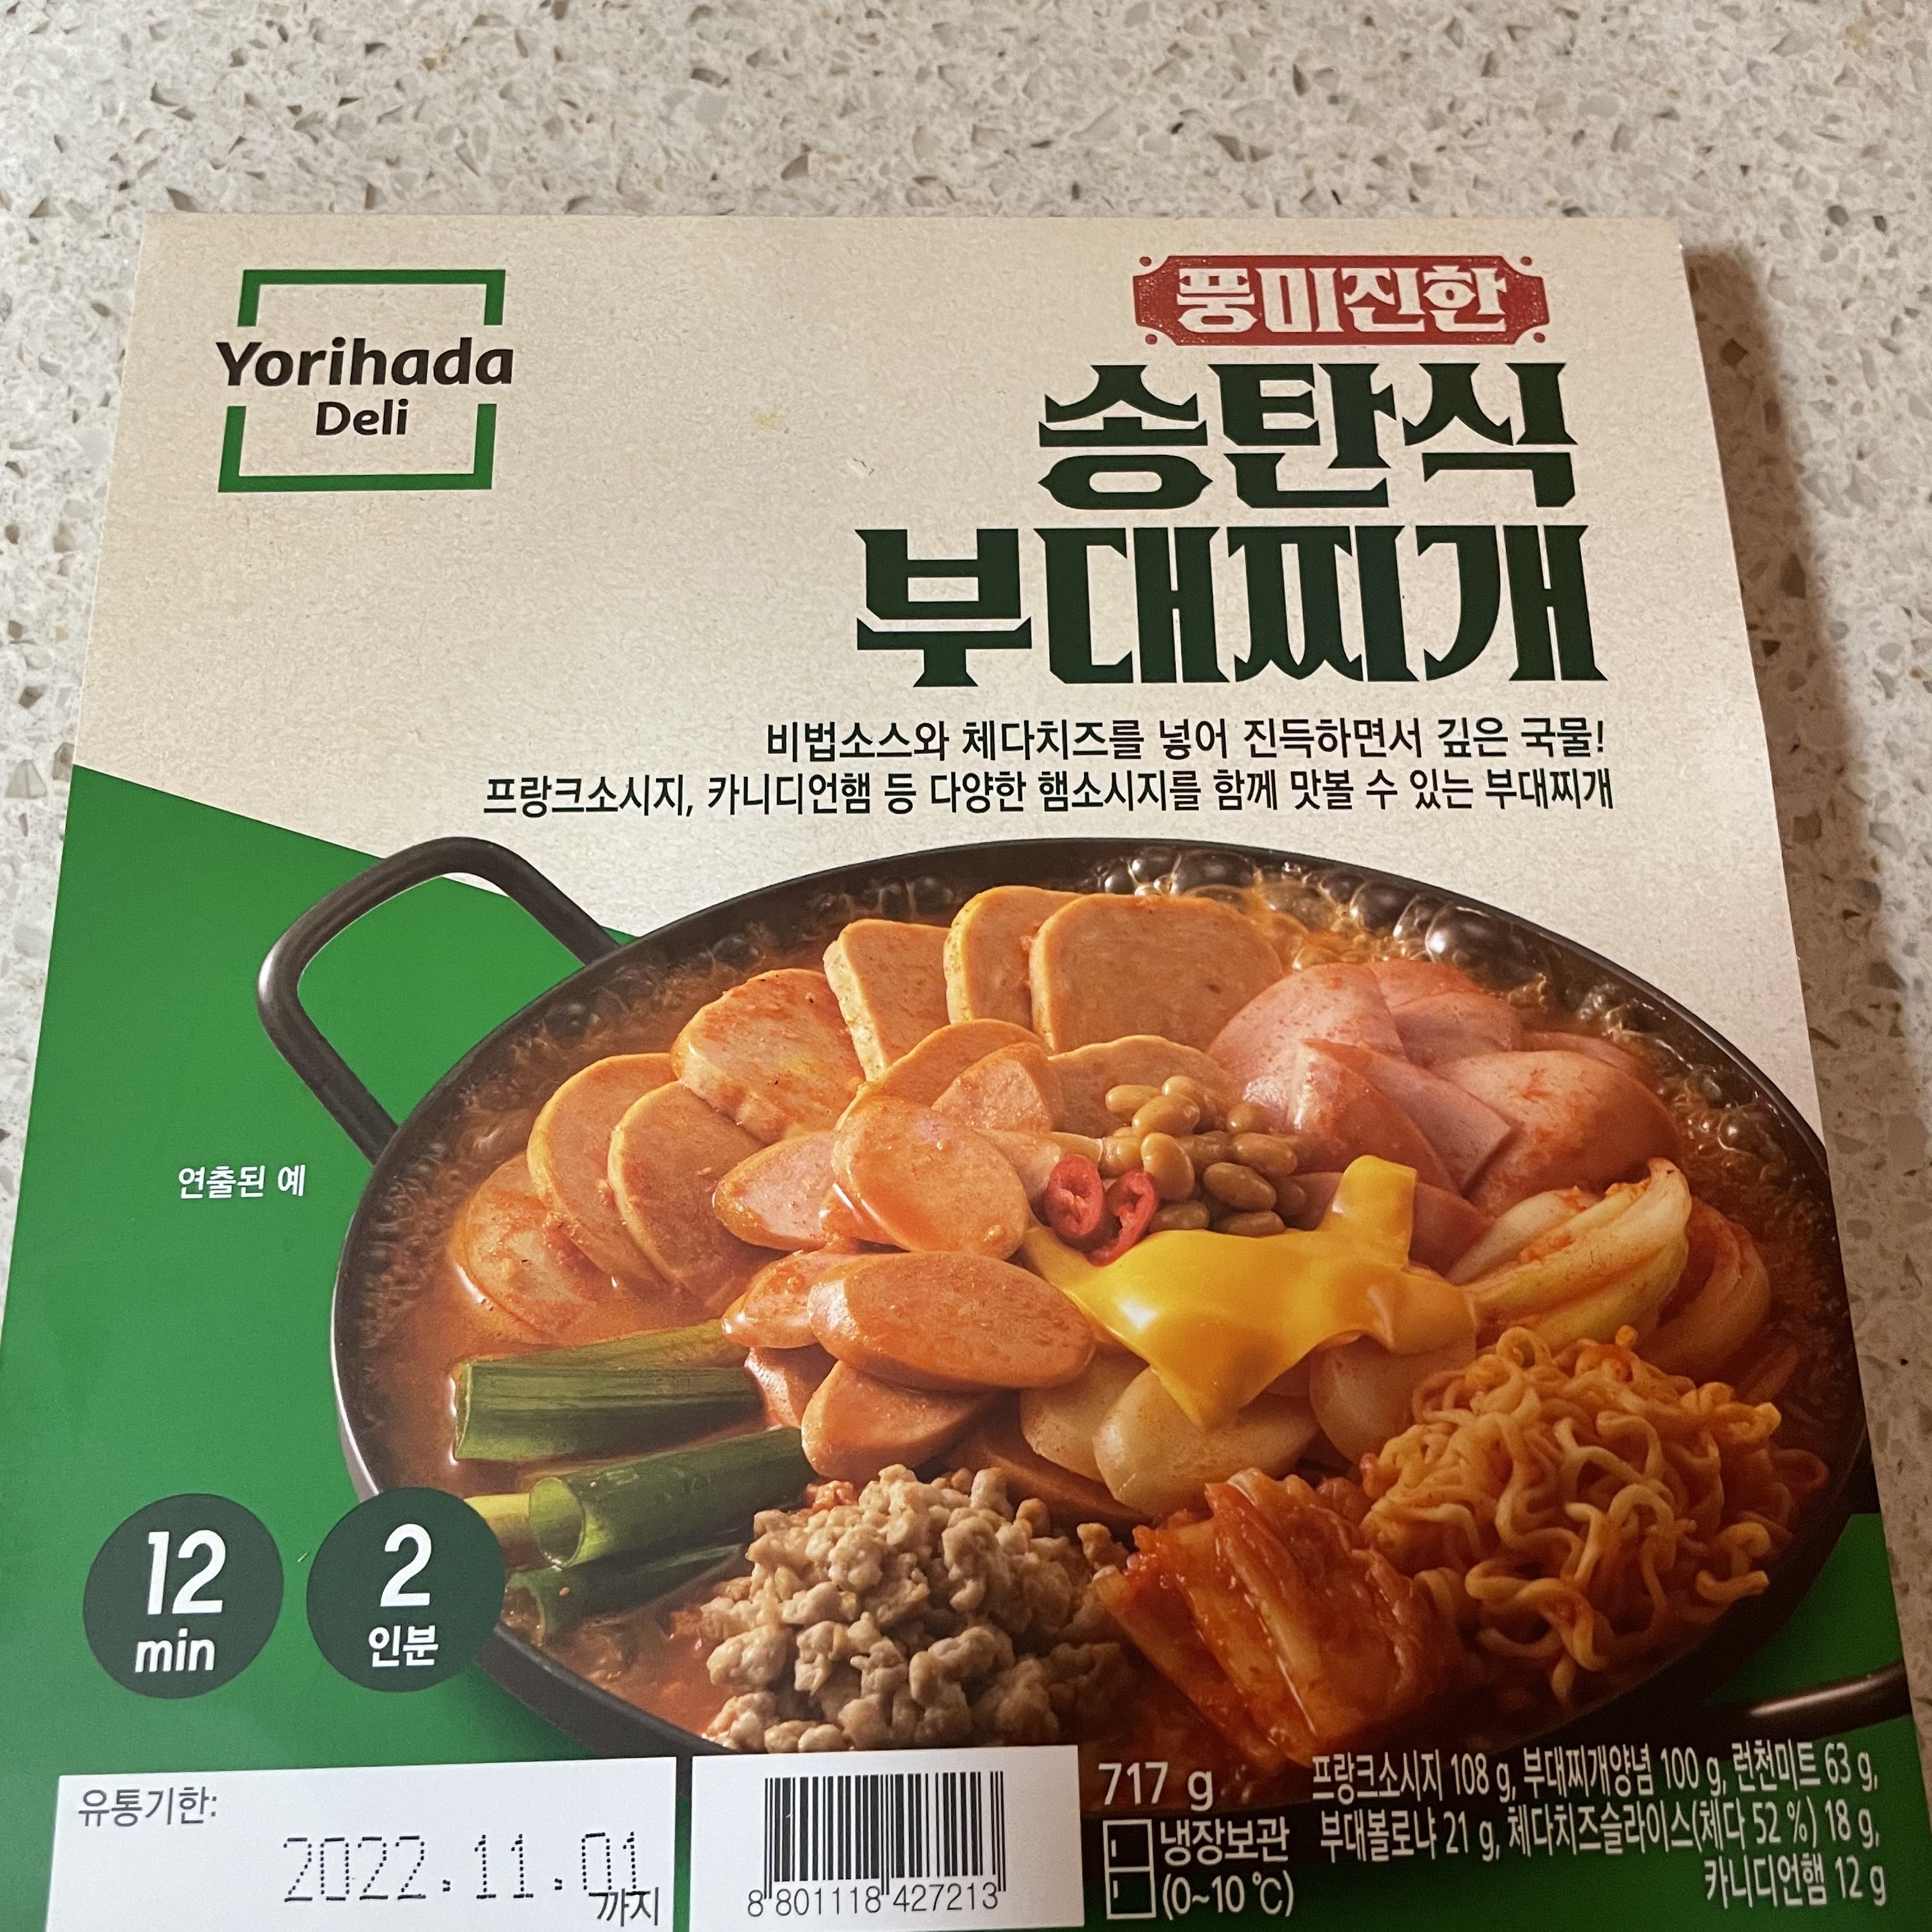 Yorihada
Deli
풍미진한
송탄식
부대찌개
비법소스와 체다치즈를 넣어 진득하면서 깊은 국물!
프랑크소시지, 카니디언햄 등 다양한 햄소시지를 함께 맛볼 수 있는 부대찌개
연출된 예
12
min
2
인분
유통기한:
2022.11.01
까지
8 801118 427213
717 g
냉장보관
(0~10 ℃)
프랑크소시지 108 g, 부대찌개양념 100 g, 런천미트 63 g,
부대볼로냐 21 g, 체다치즈슬라이스(체다 52 %) 18 g,
카니디언햄 12 g